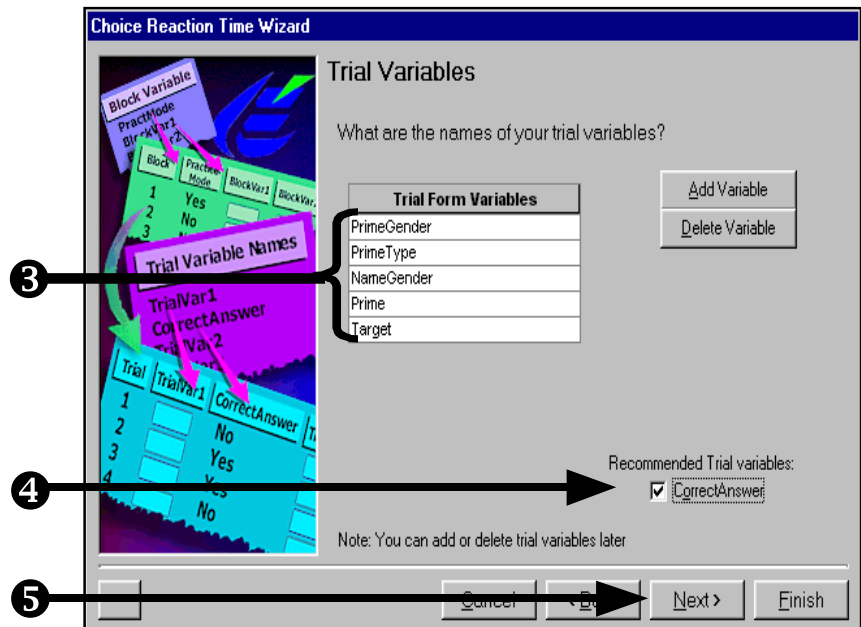 Choice Reaction Time Wizard
Block Variable
PractMode
BlockVar1
Block Practice Mode BlockVar1 BlockVar
1 Yes
2 No
3
Trial Variable Names
TrialVar1
CorrectAnswer
TrialVar2
Trial TrialVar1 CorrectAnswer
1 No
2 Yes
3 Yes
4 No
Trial Variables
What are the names of your trial variables?
Trial Form Variables
PrimeGender
PrimeType
NameGender
Prime
Target
Add Variable
Delete Variable
3
4
Recommended Trial variables:
CorrectAnswer
Note: You can add or delete trial variables later
5
Cancel
Next >
Finish